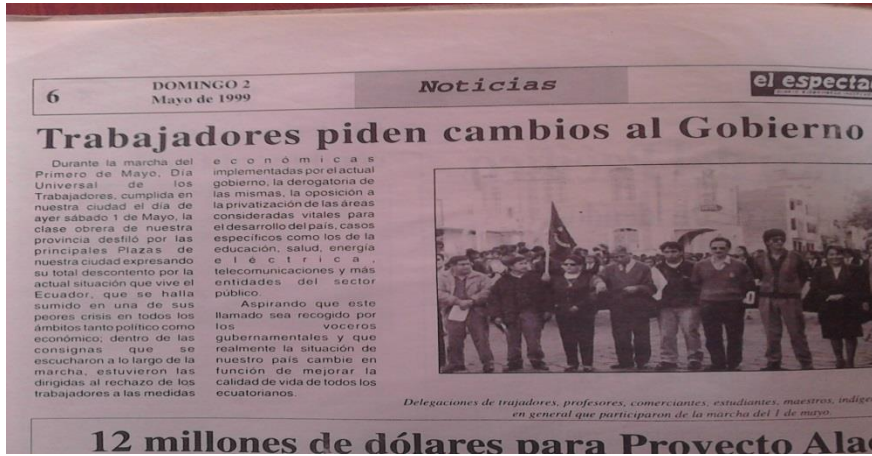 6
DOMINGO 2
Mayo de 1999
Noticias
el especta
Trabajadores piden cambios al Gobierno
Durante la marcha del
Primero de Mayo, Día
Universal de los
Trabajadores, cumplida en
nuestra ciudad el día de
ayer sábado 1 de Mayo, la
clase obrera de nuestra
provincia desfiló por las
principales Plazas de
nuestra ciudad expresando
su total descontento por la
actual situación que vive el
Ecuador, que se halla
sumido en una de sus
peores crisis en todos los
ámbitos tanto político como
económico; dentro de las
consignas que se
escucharon a lo largo de la
marcha, estuvieron las
dirigidas al rechazo de los
trabajadores a las medidas
económicas
implementadas por el actual
gobierno, la derogatoria de
las mismas, la oposición a
la privatización de las áreas
consideradas vitales para
el desarrollo del país, casos
específicos como los de la
educación, salud, energía
eléctrica,
telecomunicaciones y más
entidades del sector
público.
Aspirando que este
llamado sea recogido por
los voceros
gubernamentales y que
realmente la situación de
nuestro país cambie en
función de mejorar la
calidad de vida de todos los
ecuatorianos.
Delegaciones de trajadores, profesores, comerciantes, estudiantes, maestros, indíge
en general que participaron de la marcha del 1 de mayo.
12 millones de dólares para Proyecto Ala